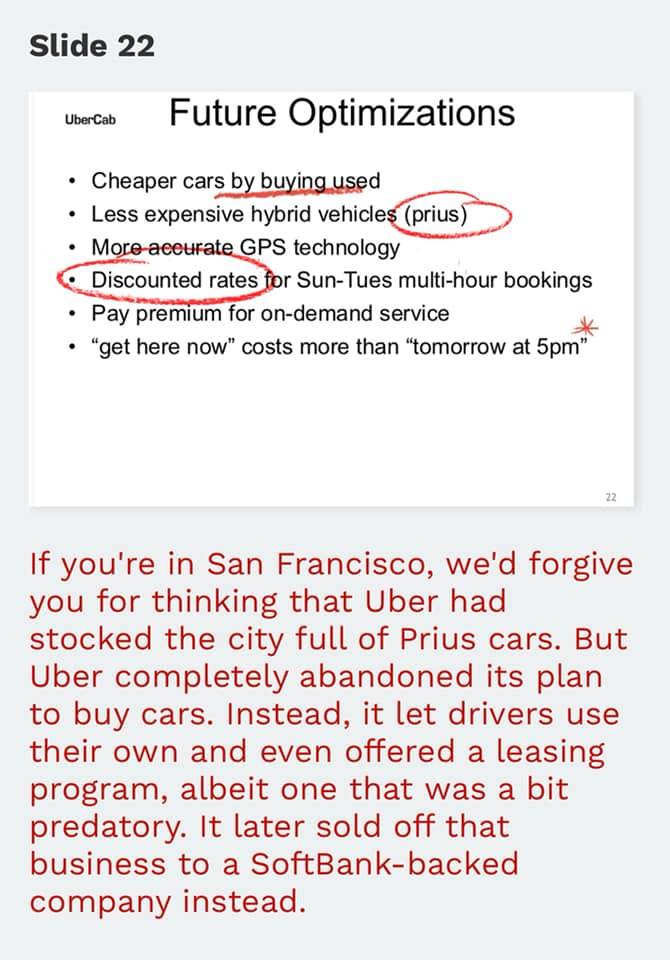 Slide 22
UberCab
Future Optimizations
• Cheaper cars by buying used
• Less expensive hybrid vehicles (prius)
• More accurate GPS technology
• Discounted rates for Sun-Tues multi-hour bookings
• Pay premium for on-demand service
• “get here now” costs more than “tomorrow at 5pm”
22
If you're in San Francisco, we'd forgive
you for thinking that Uber had
stocked the city full of Prius cars. But
Uber completely abandoned its plan
to buy cars. Instead, it let drivers use
their own and even offered a leasing
program, albeit one that was a bit
predatory. It later sold off that
business to a SoftBank-backed
company instead.